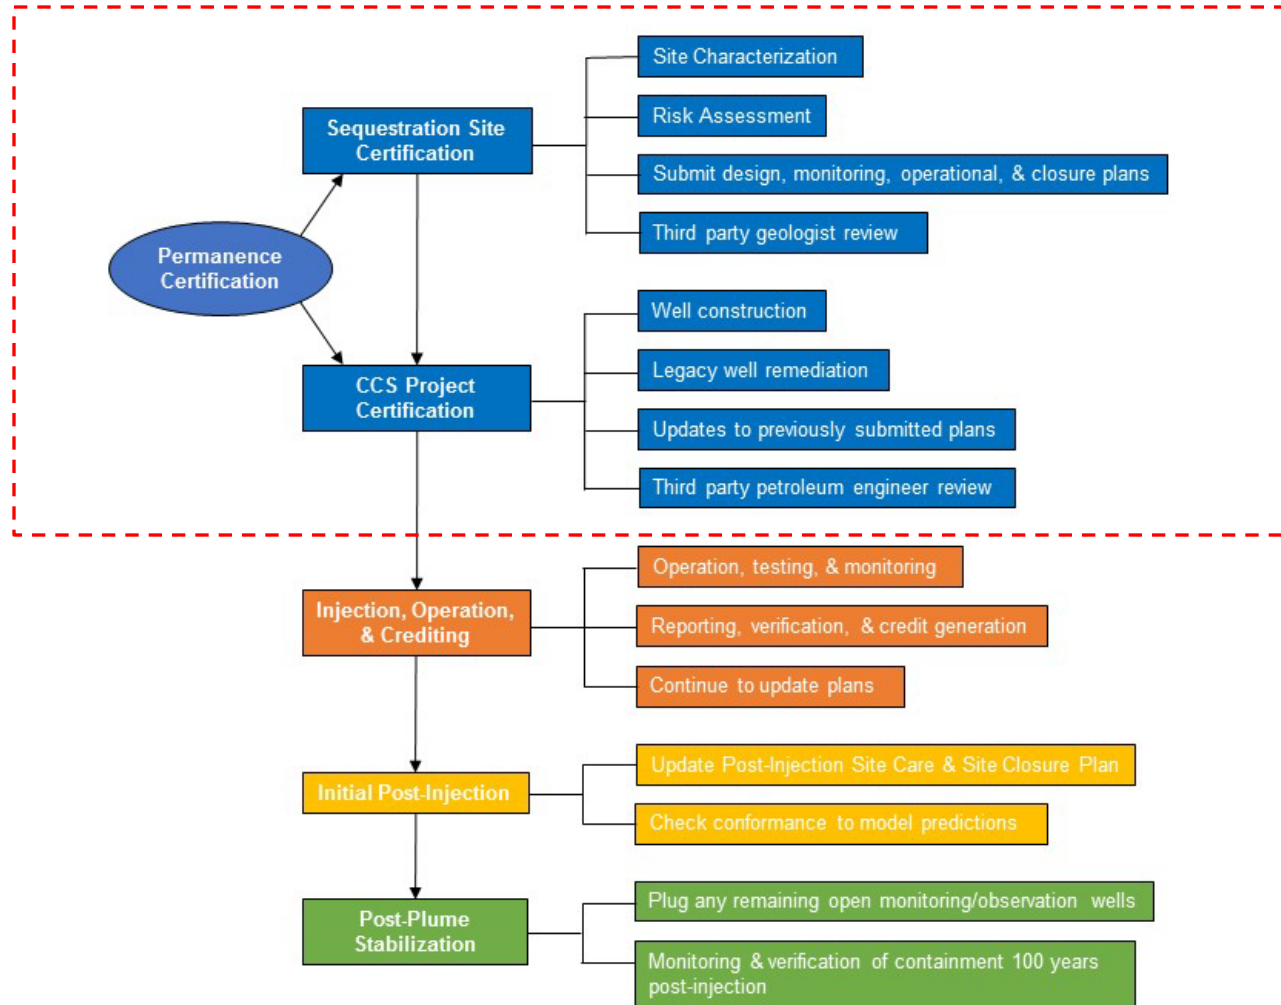 Site Characterization
Risk Assessment
Sequestration Site
Certification
Submit design, monitoring, operational, & closure plans
Third party geologist review
Permanence
Certification
Well construction
Legacy well remediation
CCS Project
Certification
Updates to previously submitted plans
Third party petroleum engineer review
Operation, testing, & monitoring
Injection, Operation,
& Crediting
Reporting, verification, & credit generation
Continue to update plans
Update Post-Injection Site Care & Site Closure Plan
Initial Post-Injection
Check conformance to model predictions
Plug any remaining open monitoring/observation wells
Post-Plume
Stabilization
Monitoring & verification of containment 100 years
post-injection